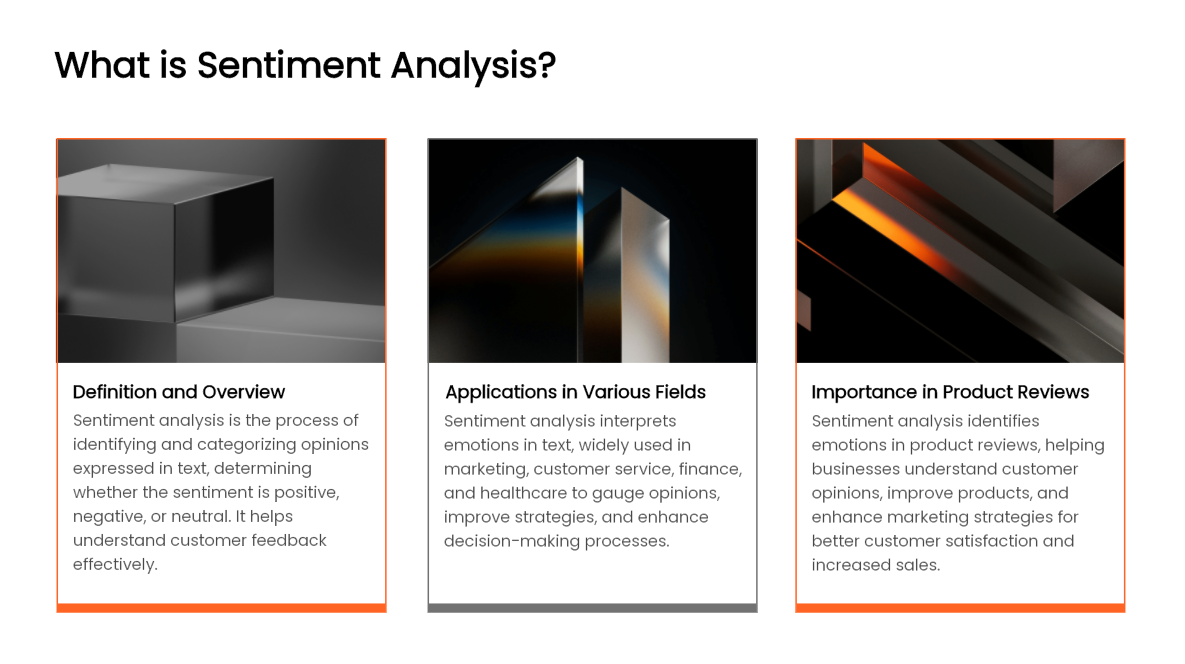 What is Sentiment Analysis?
Definition and Overview
Sentiment analysis is the process of
identifying and categorizing opinions
expressed in text, determining
whether the sentiment is positive,
negative, or neutral. It helps
understand customer feedback
effectively.
Applications in Various Fields
Sentiment analysis interprets
emotions in text, widely used in
marketing, customer service, finance,
and healthcare to gauge opinions,
improve strategies, and enhance
decision-making processes.
Importance in Product Reviews
Sentiment analysis identifies
emotions in product reviews, helping
businesses understand customer
opinions, improve products, and
enhance marketing strategies for
better customer satisfaction and
increased sales.